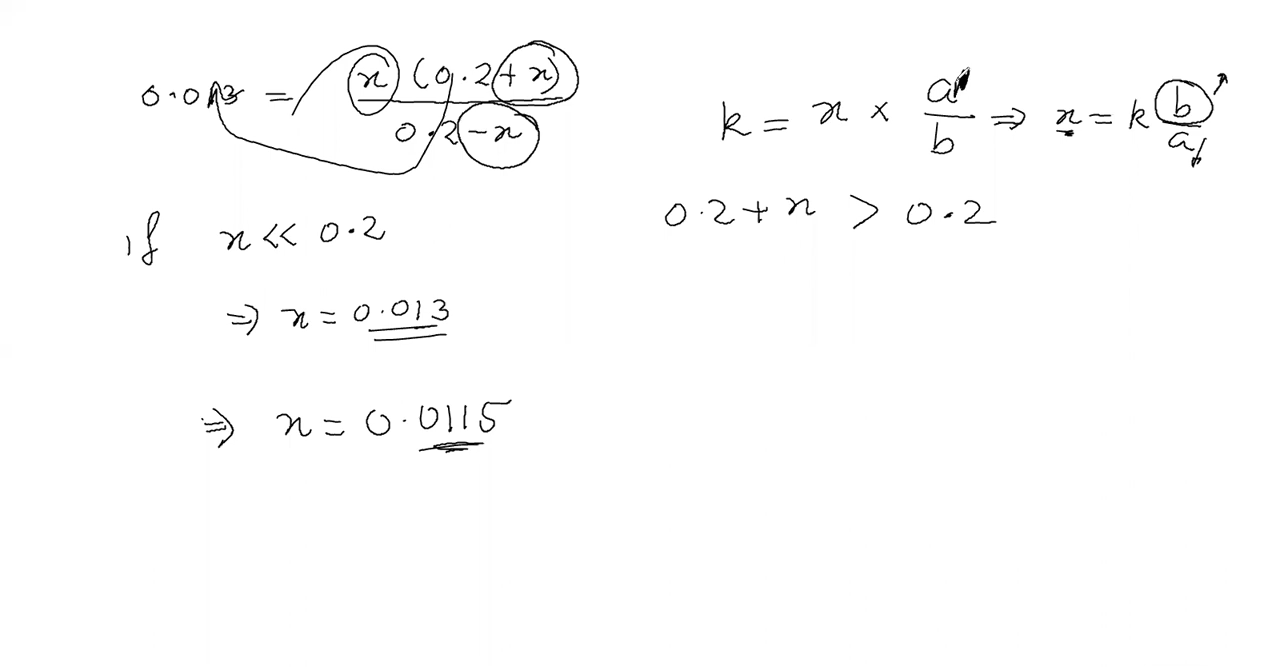 0.013 = x (0.2 + x) / 0.2 - x
if x << 0.2
⇒ x = 0.013
⇒ x = 0.0115
k = x × a / b ⇒ x = k b / a
0.2 + x > 0.2